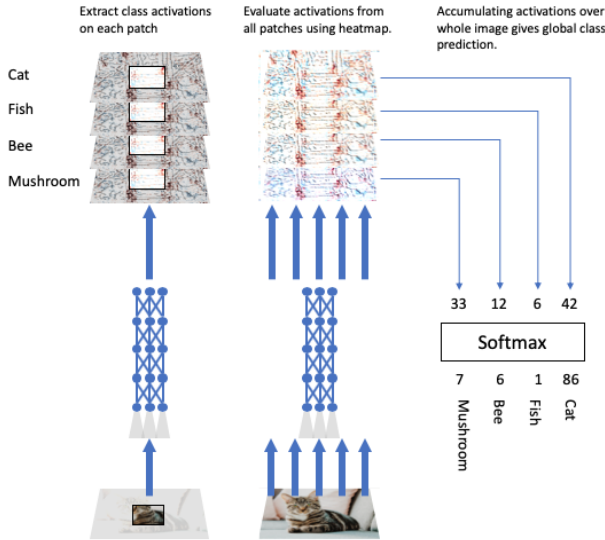 Extract class activations
on each patch
Evaluate activations from
all patches using heatmap.
Accumulating activations over
whole image gives global class
prediction.
Cat
Fish
Bee
Mushroom
33 12 6 42
Softmax
7 6 1 86
Mushroom
Bee
Fish
Cat